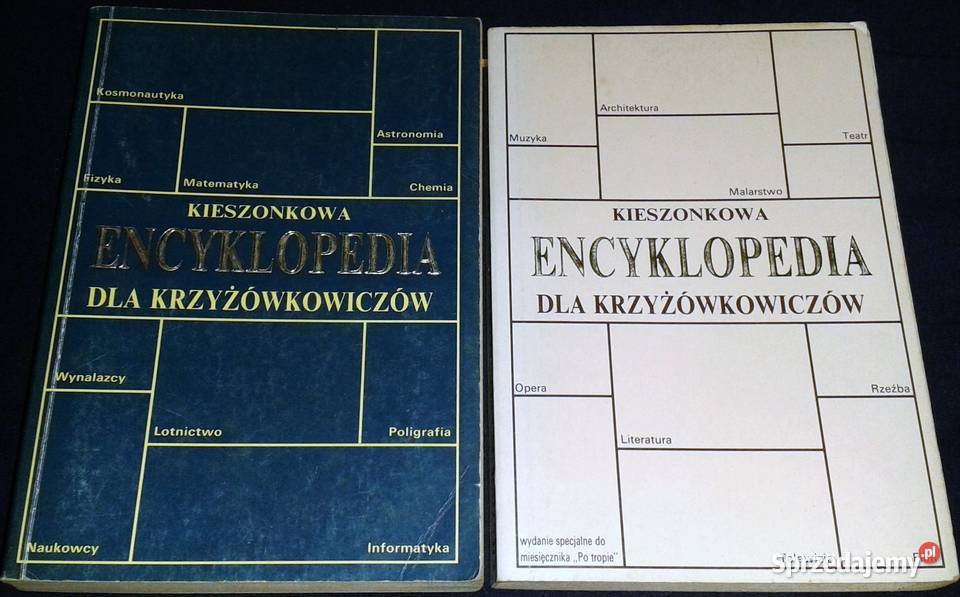 Kosmonautyka
Astronomia
Fizyka
Matematyka
Chemia
KIESZONKOWA
ENCYKLOPEDIA
DLA KRZYŻÓWKOWICZÓW
Wynalazcy
Lotnictwo
Poligrafia
Naukowcy
Informatyka
Architektura
Muzyka
Teatr
Malarstwo
KIESZONKOWA
ENCYKLOPEDIA
DLA KRZYŻÓWKOWICZÓW
Opera
Rzeźba
Literatura
wydanie specjalne do
miesięcznika „Po tropie"
Sprzedajemy.pl